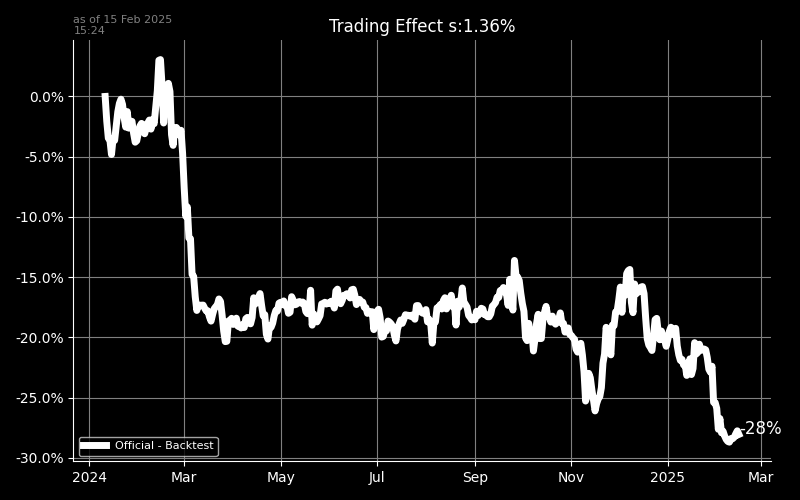 as of 15 Feb 2025
15:24
Trading Effect s:1.36%
0.0%
-5.0%
-10.0%
-15.0%
-20.0%
-25.0%
-30.0%
-28%
Official - Backtest
2024 Mar May Jul Sep Nov 2025 Mar